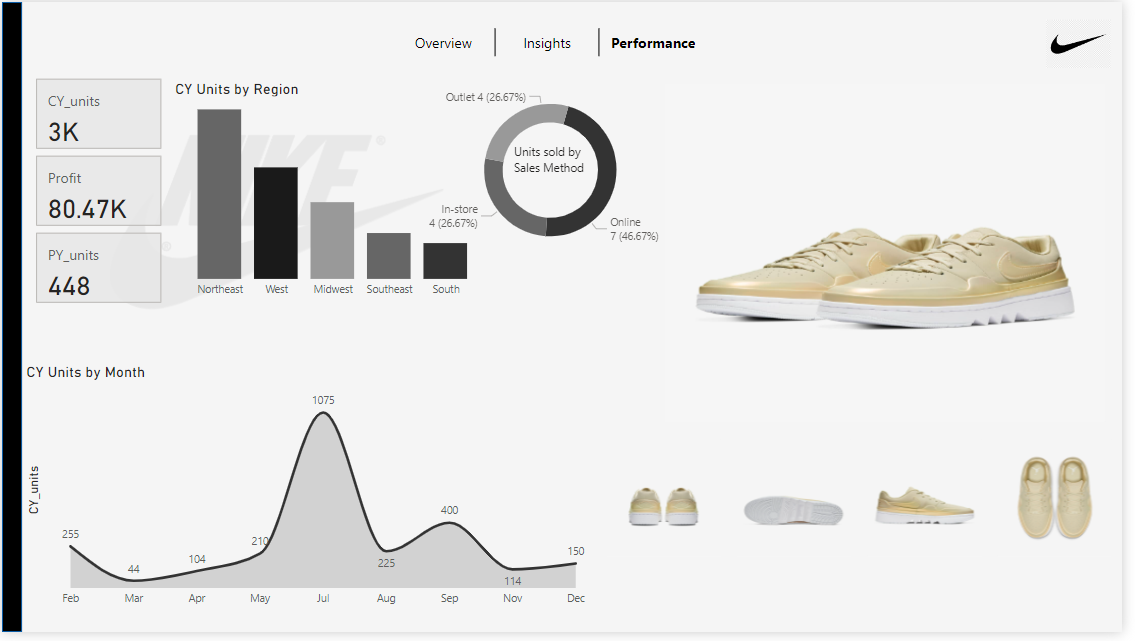 Overview
Insights
Performance
CY_units
3K
Profit
80.47K
PY_units
448
CY Units by Region
NIKE
®
®
Northeast
West
Midwest
Southeast
South
Outlet 4 (26.67%)
Units sold by
Sales Method
In-store
4 (26.67%)
Online
7 (46.67%)
CY Units by Month
CY_units
255
44
104
210
1075
225
400
114
150
Feb
Mar
Apr
May
Jul
Aug
Sep
Nov
Dec